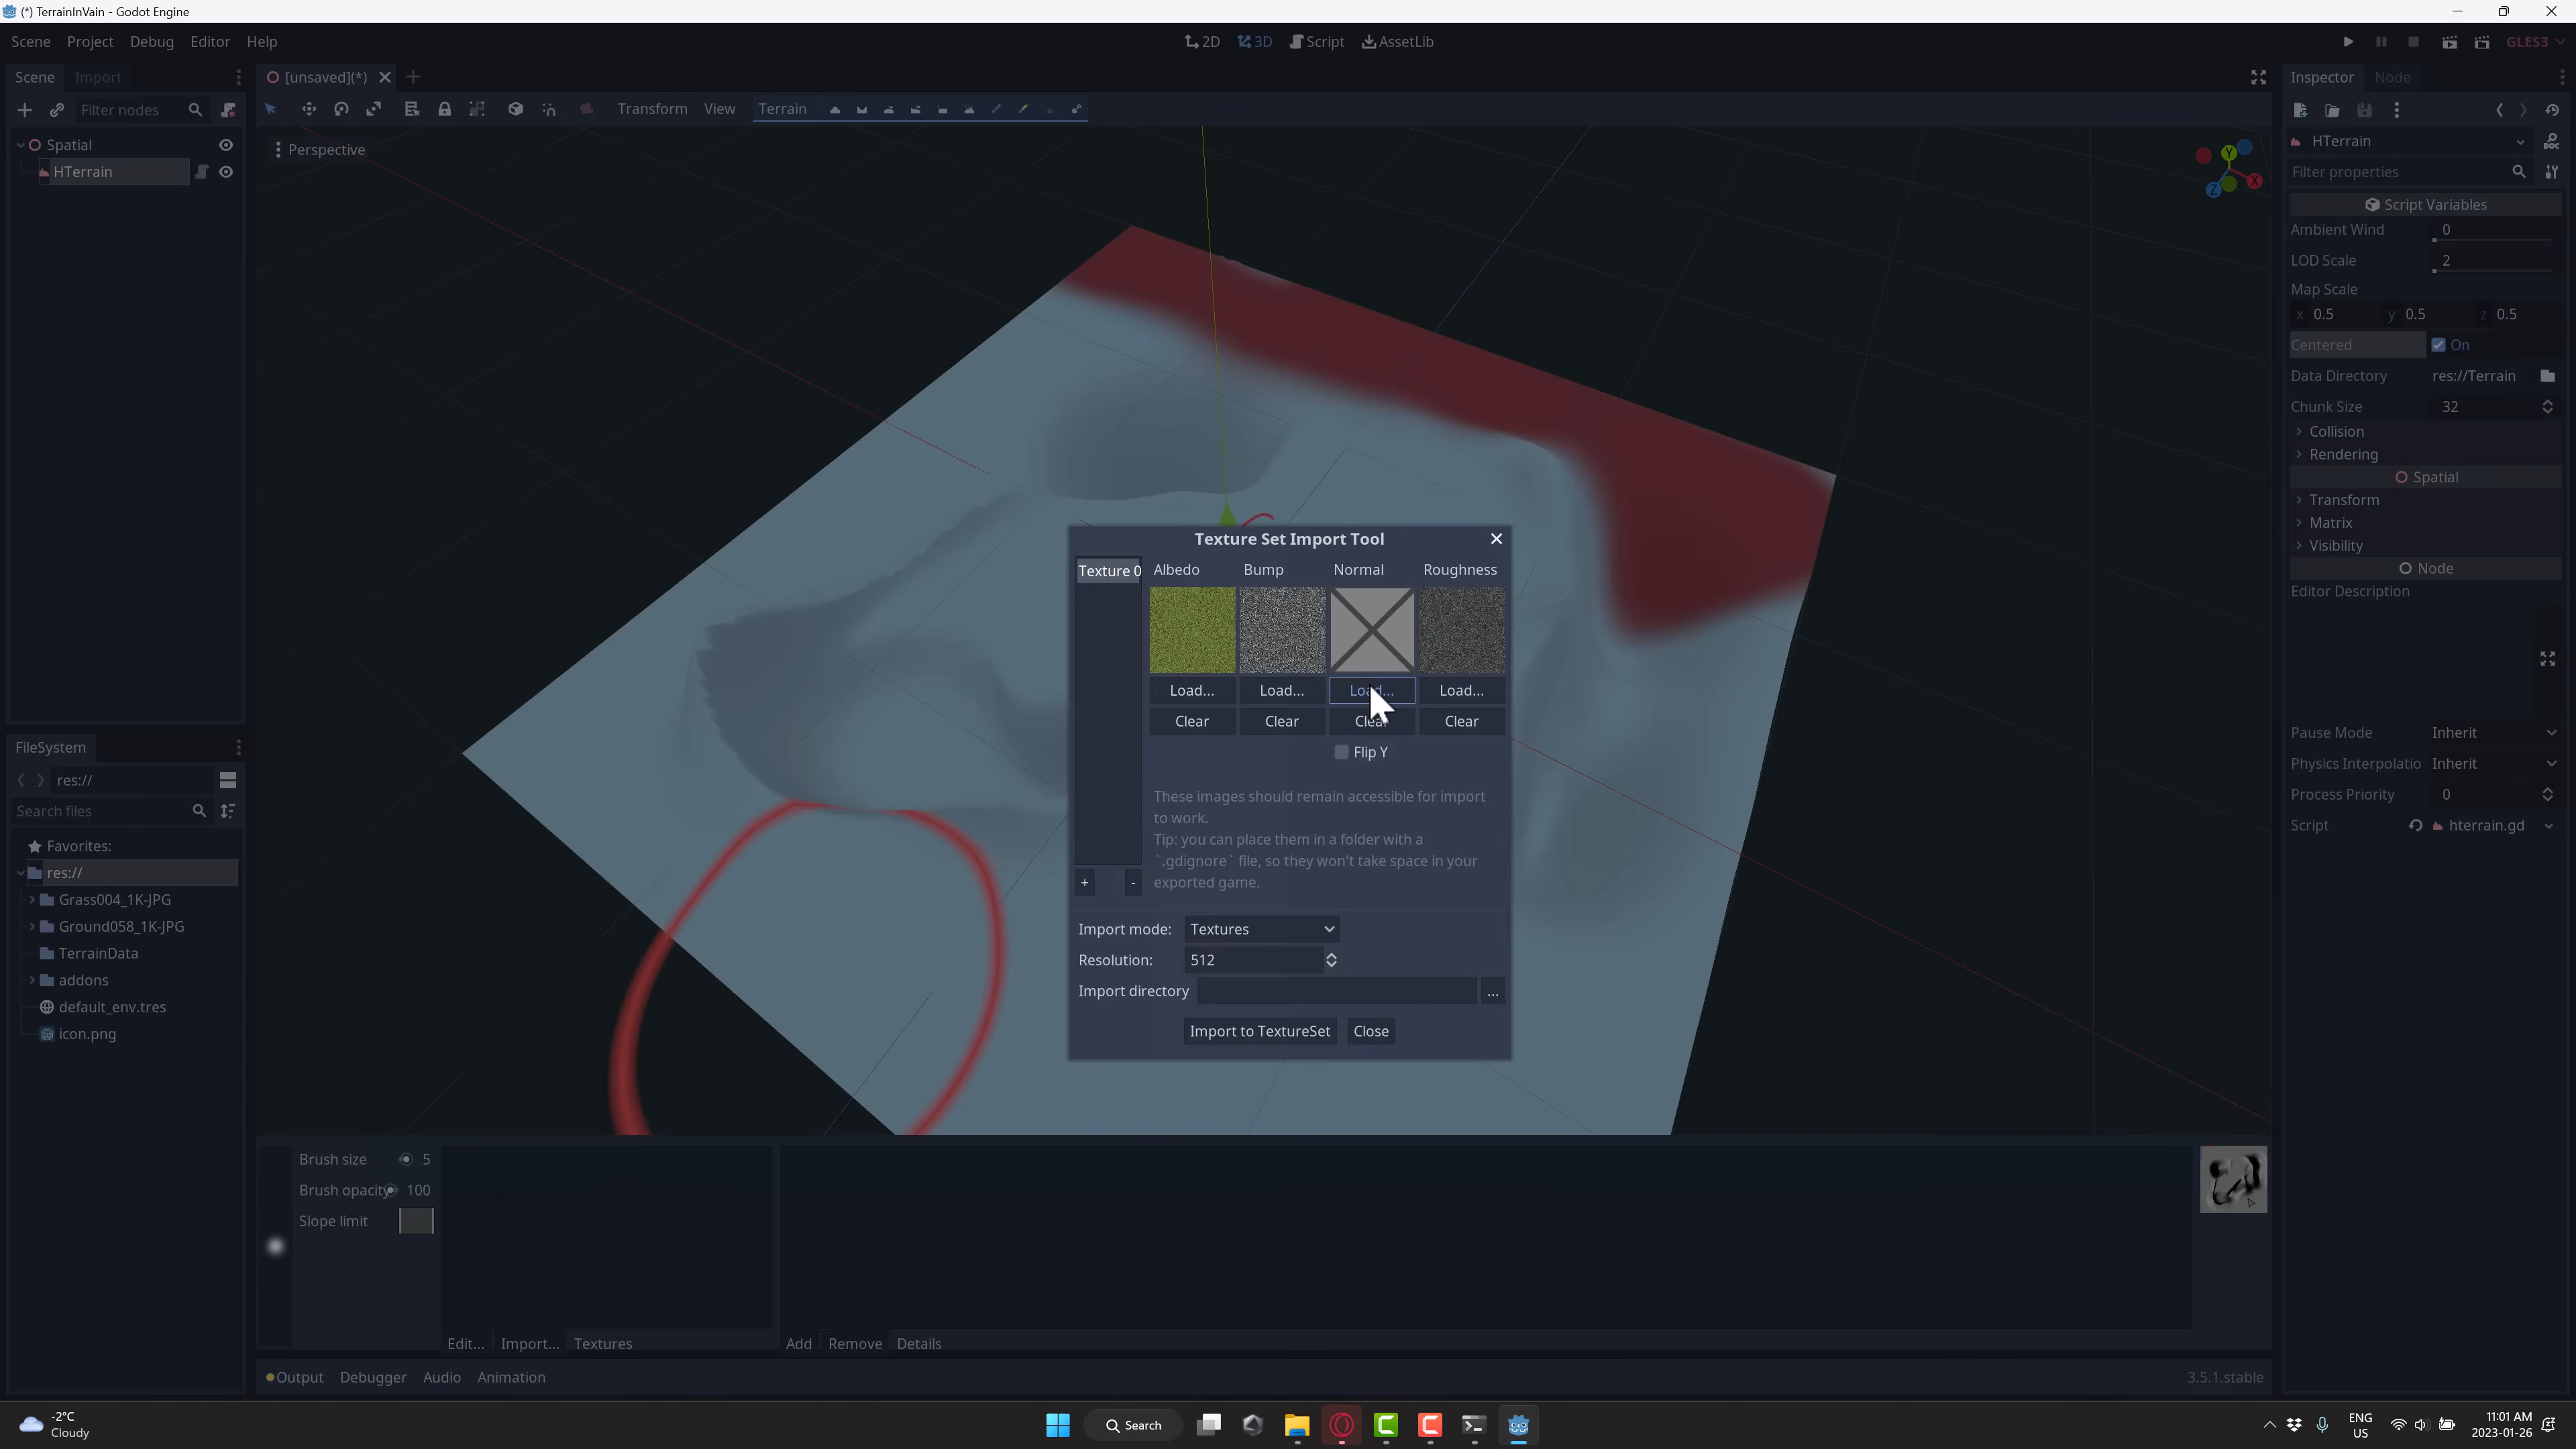 (*) TerrainInVain - Godot Engine
Scene Project Debug Editor Help
2D 3D Script AssetLib
GLES3
Scene Import
[unsaved](*)
Inspector Node
Filter nodes
Transform View Terrain
Spatial
HTerrain
Perspective
HTerrain
DOC
Filter properties
Script Variables
Ambient Wind 0
LOD Scale 2
Map Scale
x 0.5 y 0.5 z 0.5
Centered On
Data Directory res://Terrain
Chunk Size 32
Collision
Rendering
Spatial
Transform
Matrix
Visibility
Node
Editor Description
Pause Mode Inherit
Physics Interpolatio Inherit
Process Priority 0
Script hterrain.gd
Y
X
Z
Texture Set Import Tool
Texture 0 Albedo Bump Normal Roughness
Load... Load... Load... Load...
Clear Clear Clear Clear
Flip Y
These images should remain accessible for import
to work.
Tip: you can place them in a folder with a
`.gdignore` file, so they won't take space in your
exported game.
+ -
Import mode: Textures
Resolution: 512
Import directory ...
Import to TextureSet Close
FileSystem
res://
Search files
Favorites:
res://
Grass004_1K-JPG
Ground058_1K-JPG
TerrainData
addons
default_env.tres
icon.png
Brush size 5
Brush opacity 100
Slope limit
Edit... Import... Textures Add Remove Details
Output Debugger Audio Animation
3.5.1.stable
-2°C
Cloudy
Search
ENG
US
11:01 AM
2023-01-26